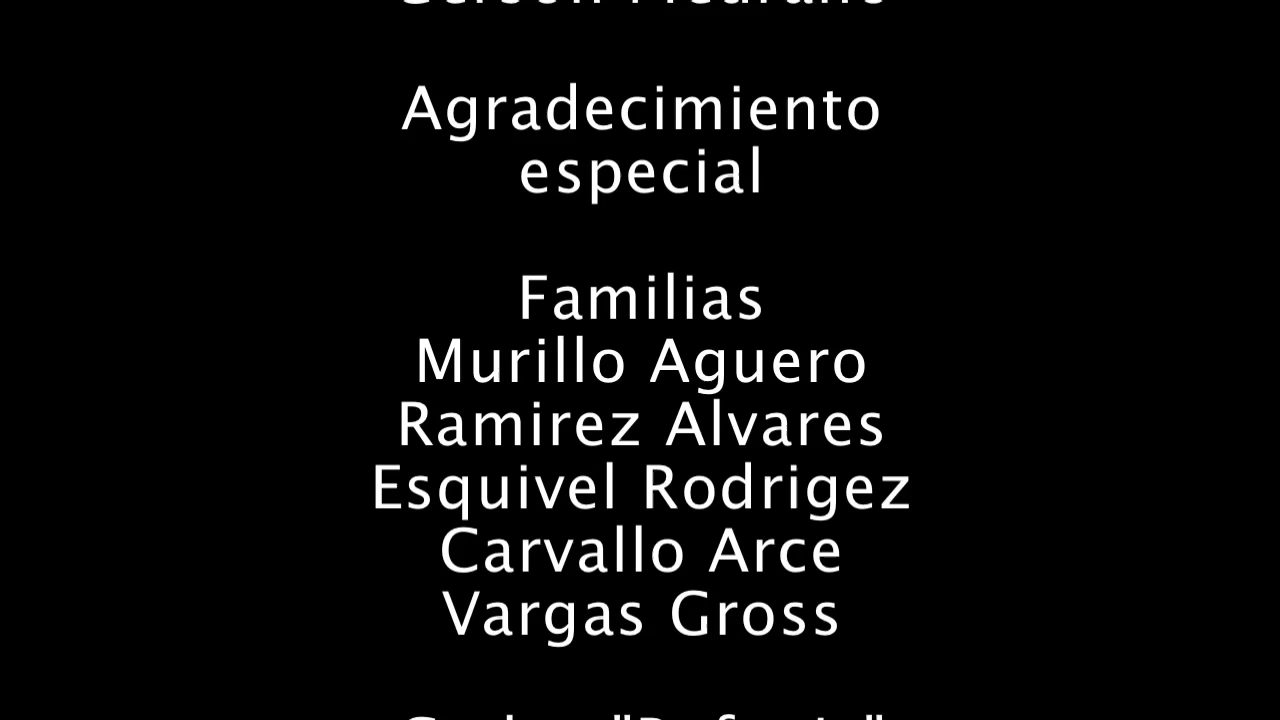 Agradecimiento
especial
Familias
Murillo Aguero
Ramirez Alvares
Esquivel Rodrigez
Carvallo Arce
Vargas Gross